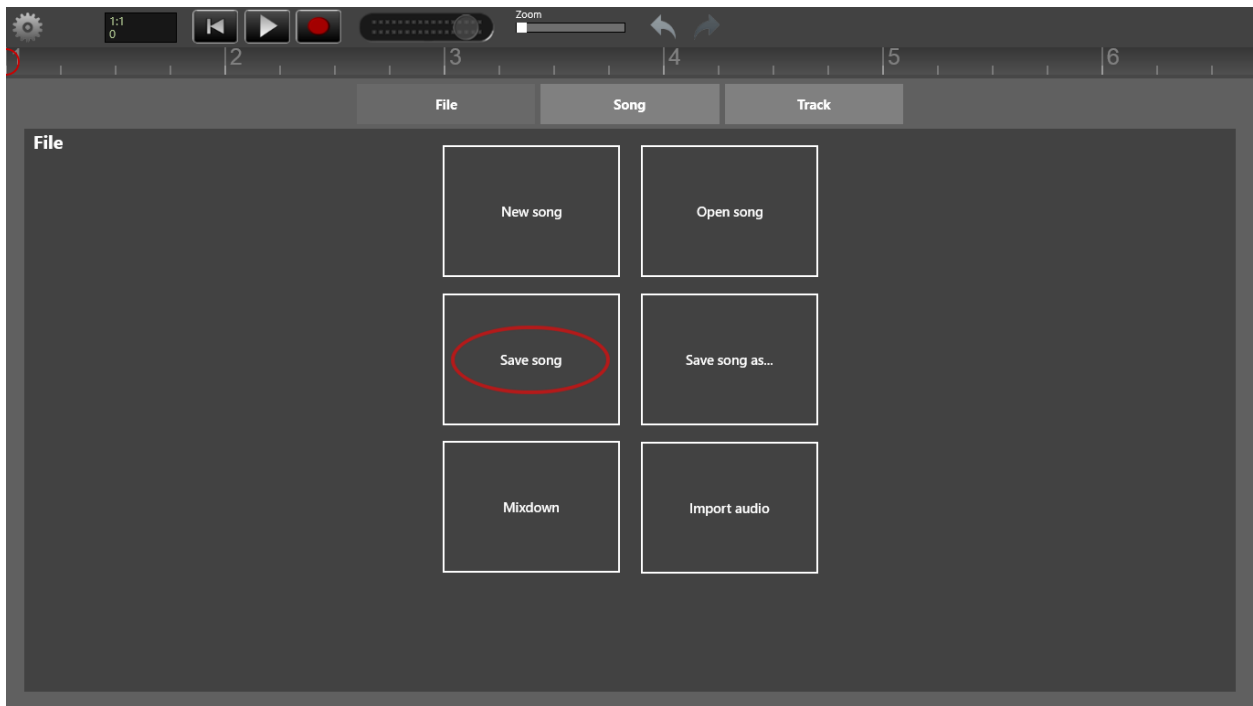 Zoom
1:1
0
1 2 3 4 5 6
File Song Track
File
New song Open song
Save song Save song as...
Mixdown Import audio